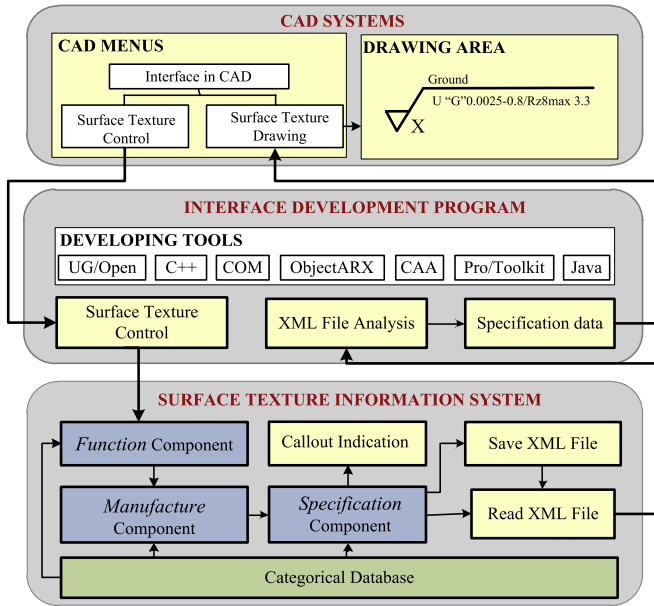 CAD SYSTEMS
CAD MENUS
Interface in CAD
Surface Texture
Control
Surface Texture
Drawing
DRAWING AREA
Ground
U “G”0.0025-0.8/Rz8max 3.3
X
INTERFACE DEVELOPMENT PROGRAM
DEVELOPING TOOLS
UG/Open
C++
COM
ObjectARX
CAA
Pro/Toolkit
Java
Surface Texture
Control
XML File Analysis
Specification data
SURFACE TEXTURE INFORMATION SYSTEM
Function Component
Callout Indication
Save XML File
Manufacture
Component
Specification
Component
Read XML File
Categorical Database